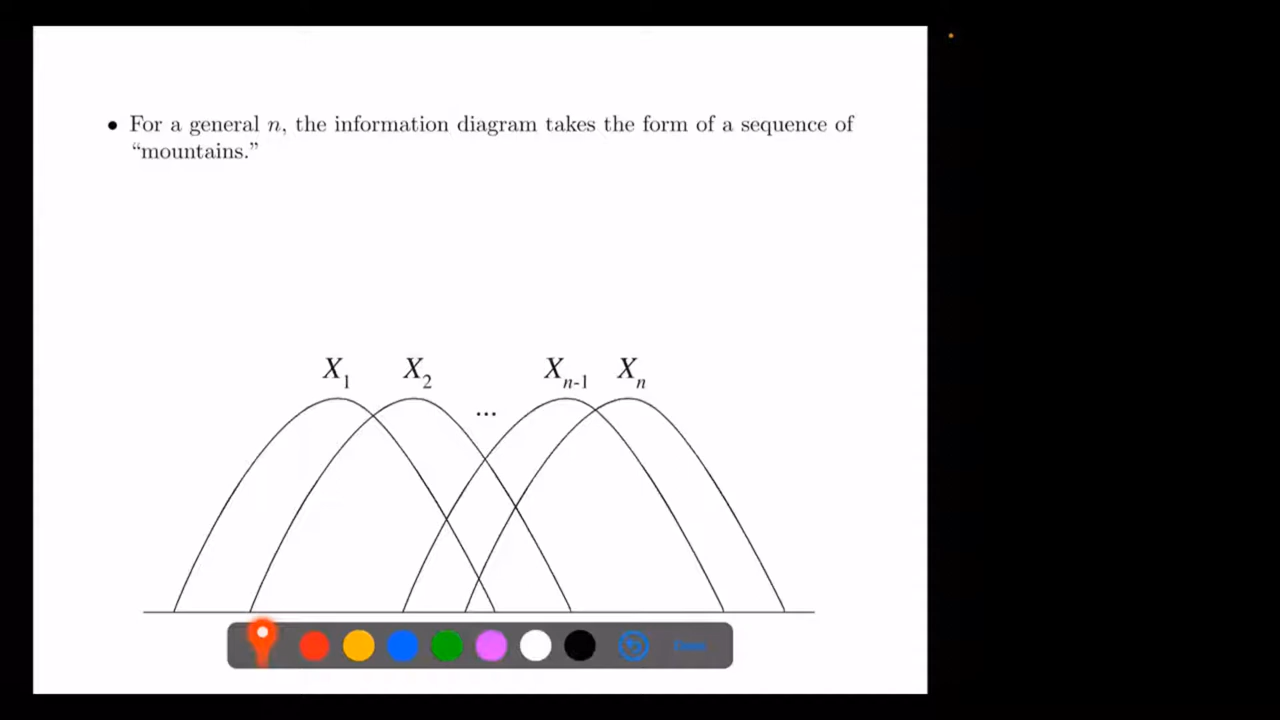 • For a general n, the information diagram takes the form of a sequence of
“mountains.”
X1 X2 ... Xn-1 Xn